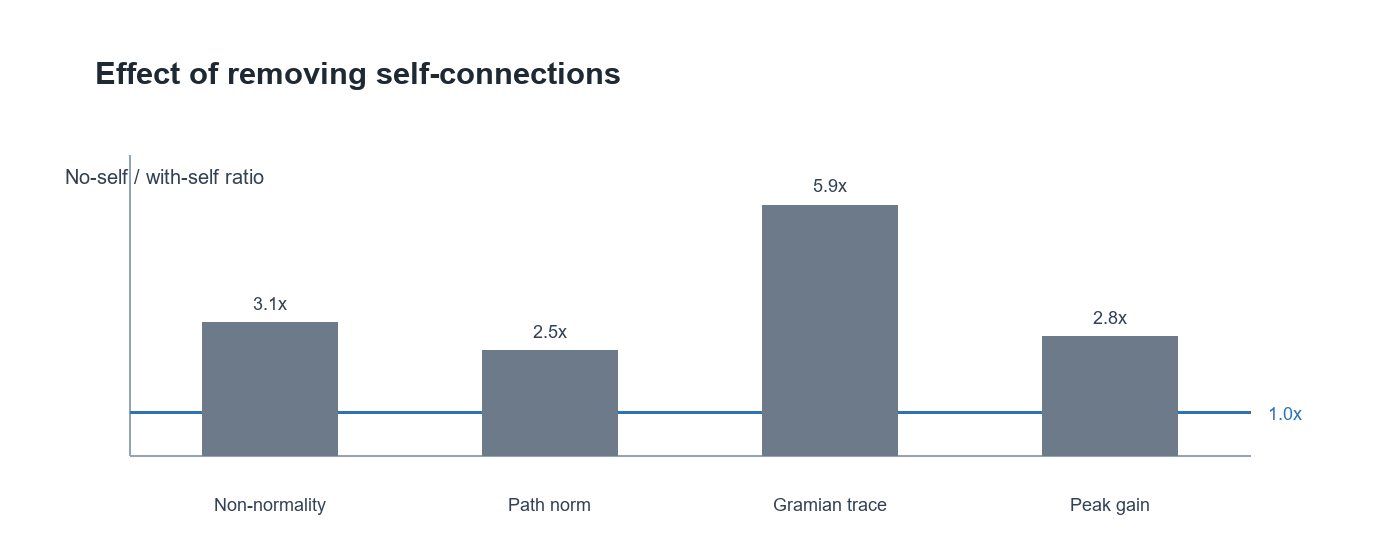 Effect of removing self-connections
No-self / with-self ratio
5.9x
3.1x
2.8x
2.5x
1.0x
Non-normality Path norm Gramian trace Peak gain